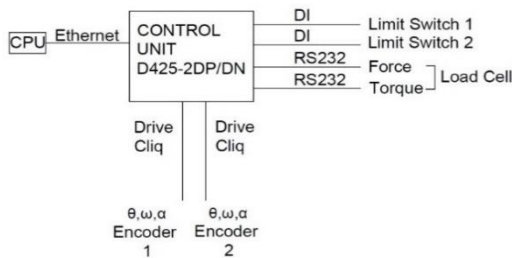 CPU
Ethernet
CONTROL
UNIT
D425-2DP/DN
DI
Limit Switch 1
DI
Limit Switch 2
RS232
Force
RS232
Torque
Load Cell
Drive
Cliq
Drive
Cliq
θ,ω,α
Encoder
1
θ,ω,α
Encoder
2